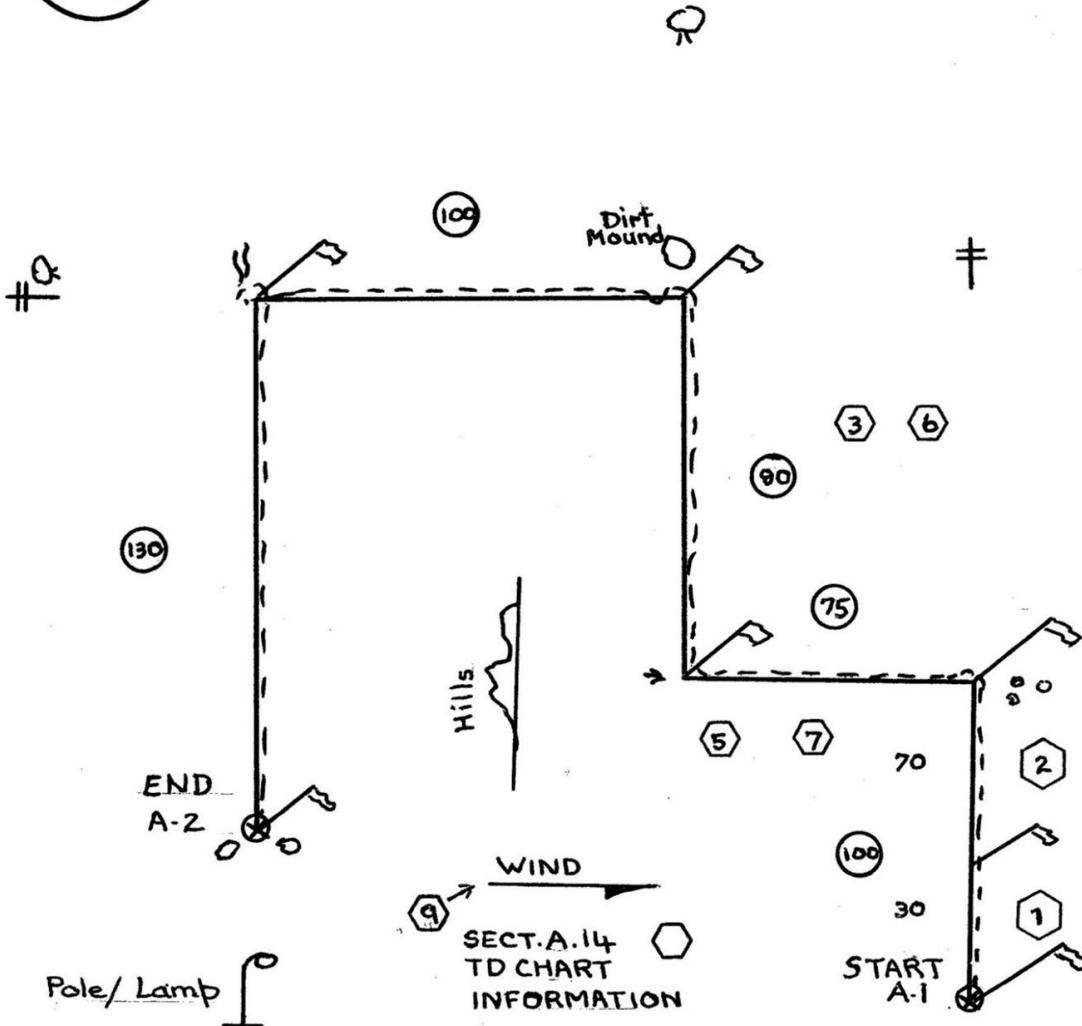 100
Dirt
Mound
3 6
90
130
75
Hills
5 7
70
2
END
A-2
100
WIND
9
30
1
SECT.A.14
TD CHART
INFORMATION
START
A-1
Pole/Lamp